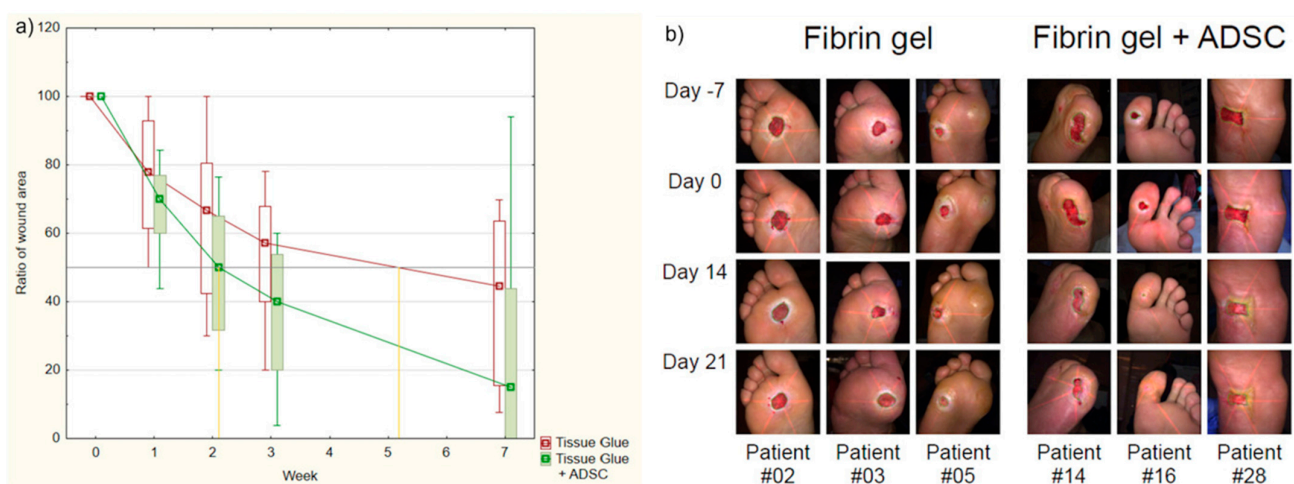 a)
120
100
80
60
40
20
0
Ratio of wound area
0 1 2 3 4 5 6 7
Week
Tissue Glue
Tissue Glue
+ ADSC
b)
Fibrin gel
Fibrin gel + ADSC
Day -7
Day 0
Day 14
Day 21
Patient #02
Patient #03
Patient #05
Patient #14
Patient #16
Patient #28